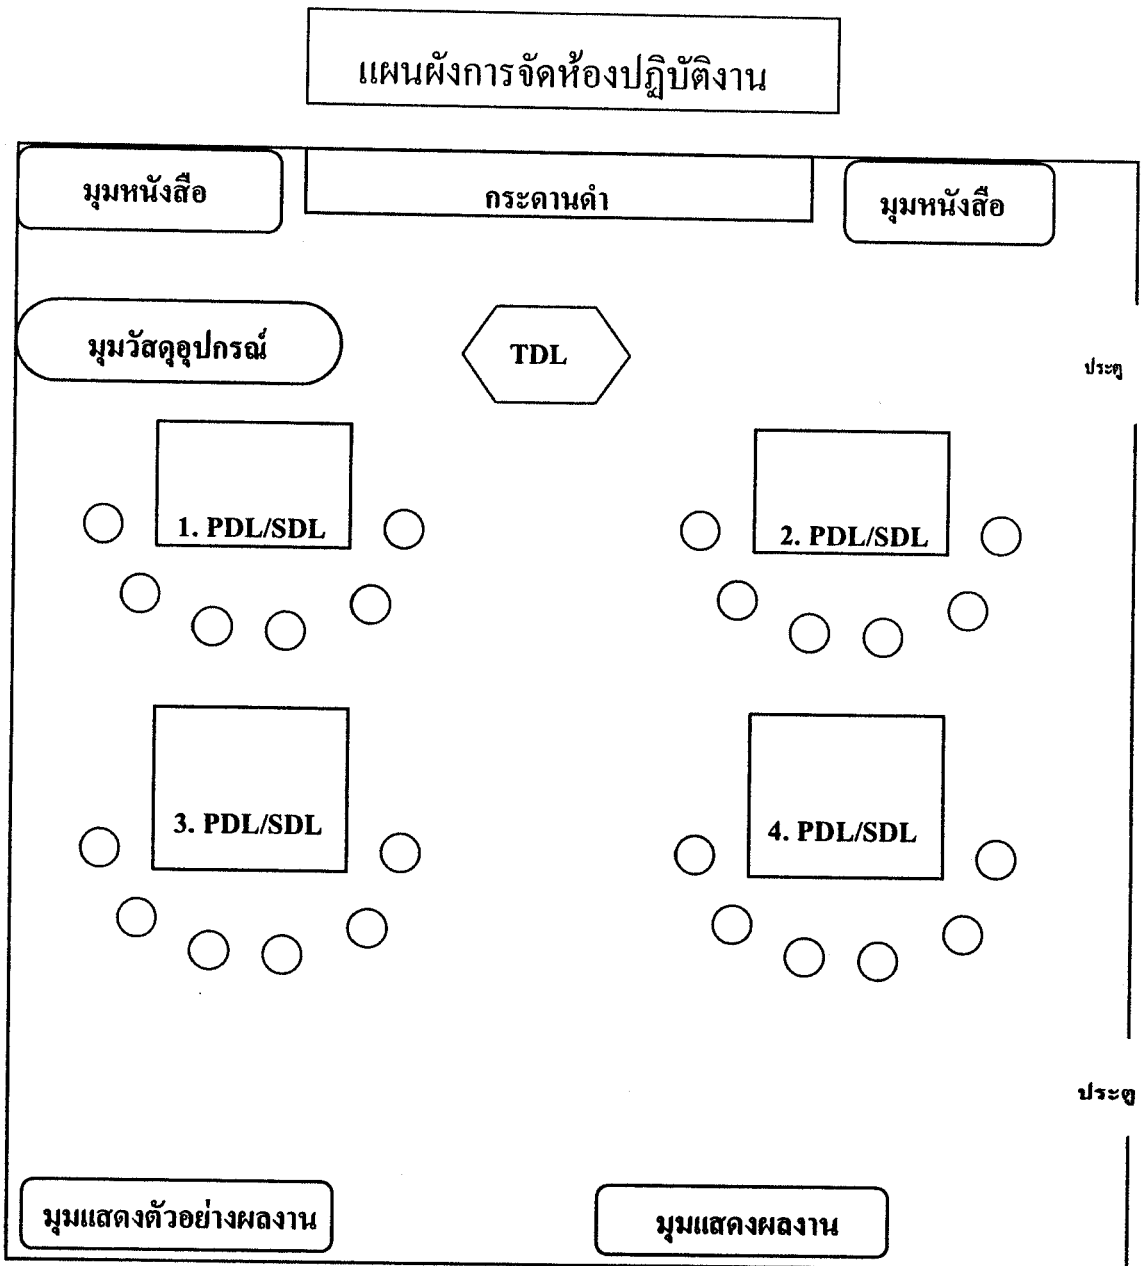 แผนผังการจัดห้องปฏิบัติงาน
มุมหนังสือ
กระดานดำ
มุมหนังสือ
มุมวัสดุอุปกรณ์
TDL
ประตู
1. PDL/SDL
2. PDL/SDL
3. PDL/SDL
4. PDL/SDL
ประตู
มุมแสดงตัวอย่างผลงาน
มุมแสดงผลงาน